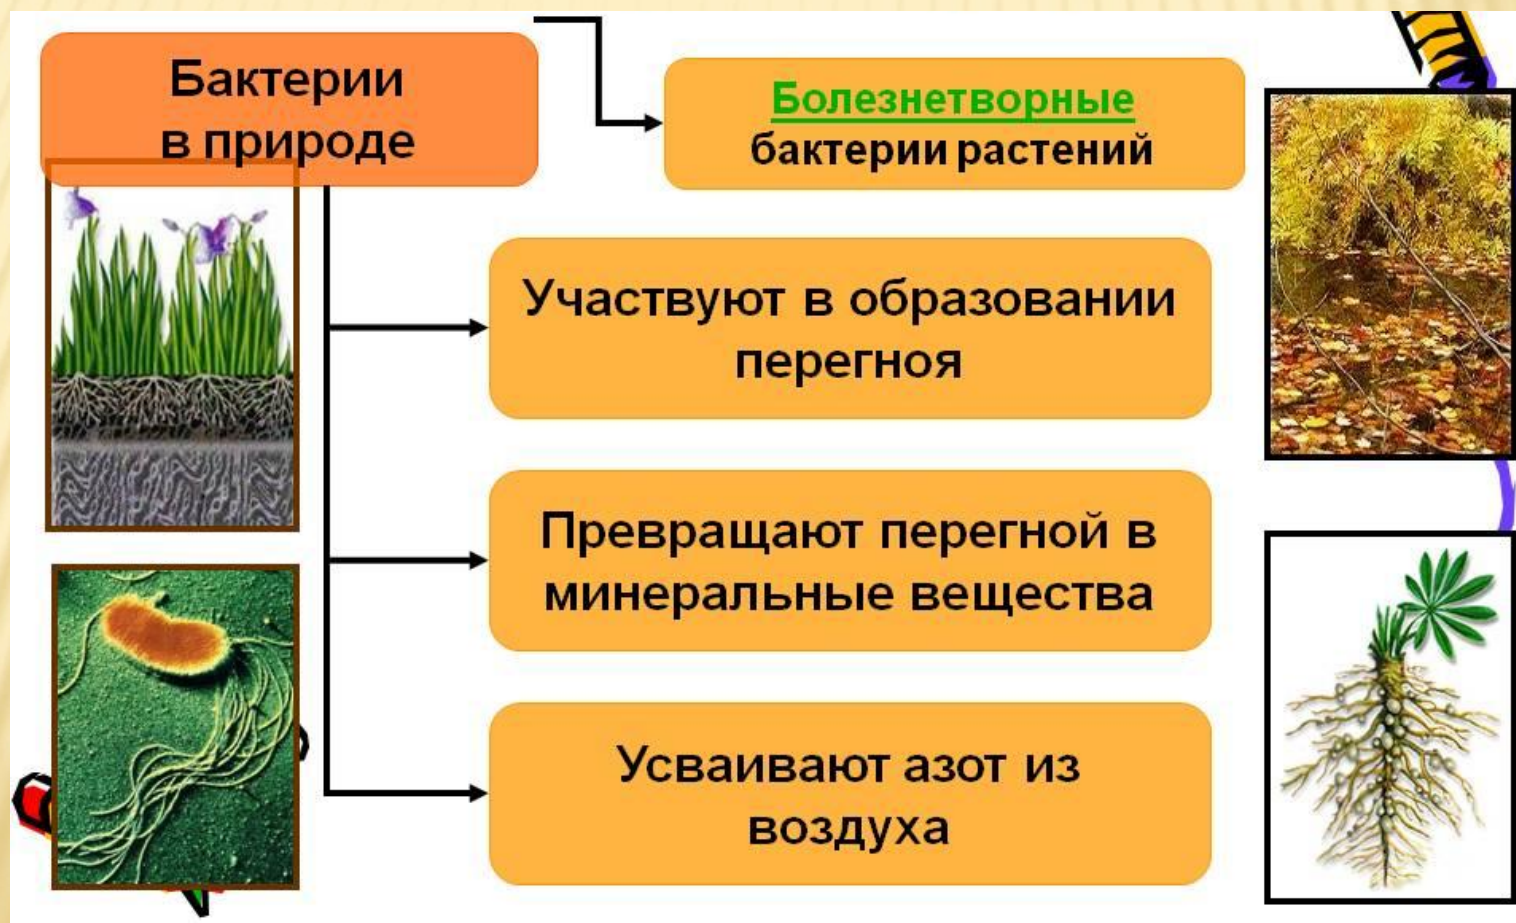 Бактерии
в природе
Болезнетворные
бактерии растений
Участвуют в образовании
перегноя
Превращают перегной в
минеральные вещества
Усваивают азот из
воздуха